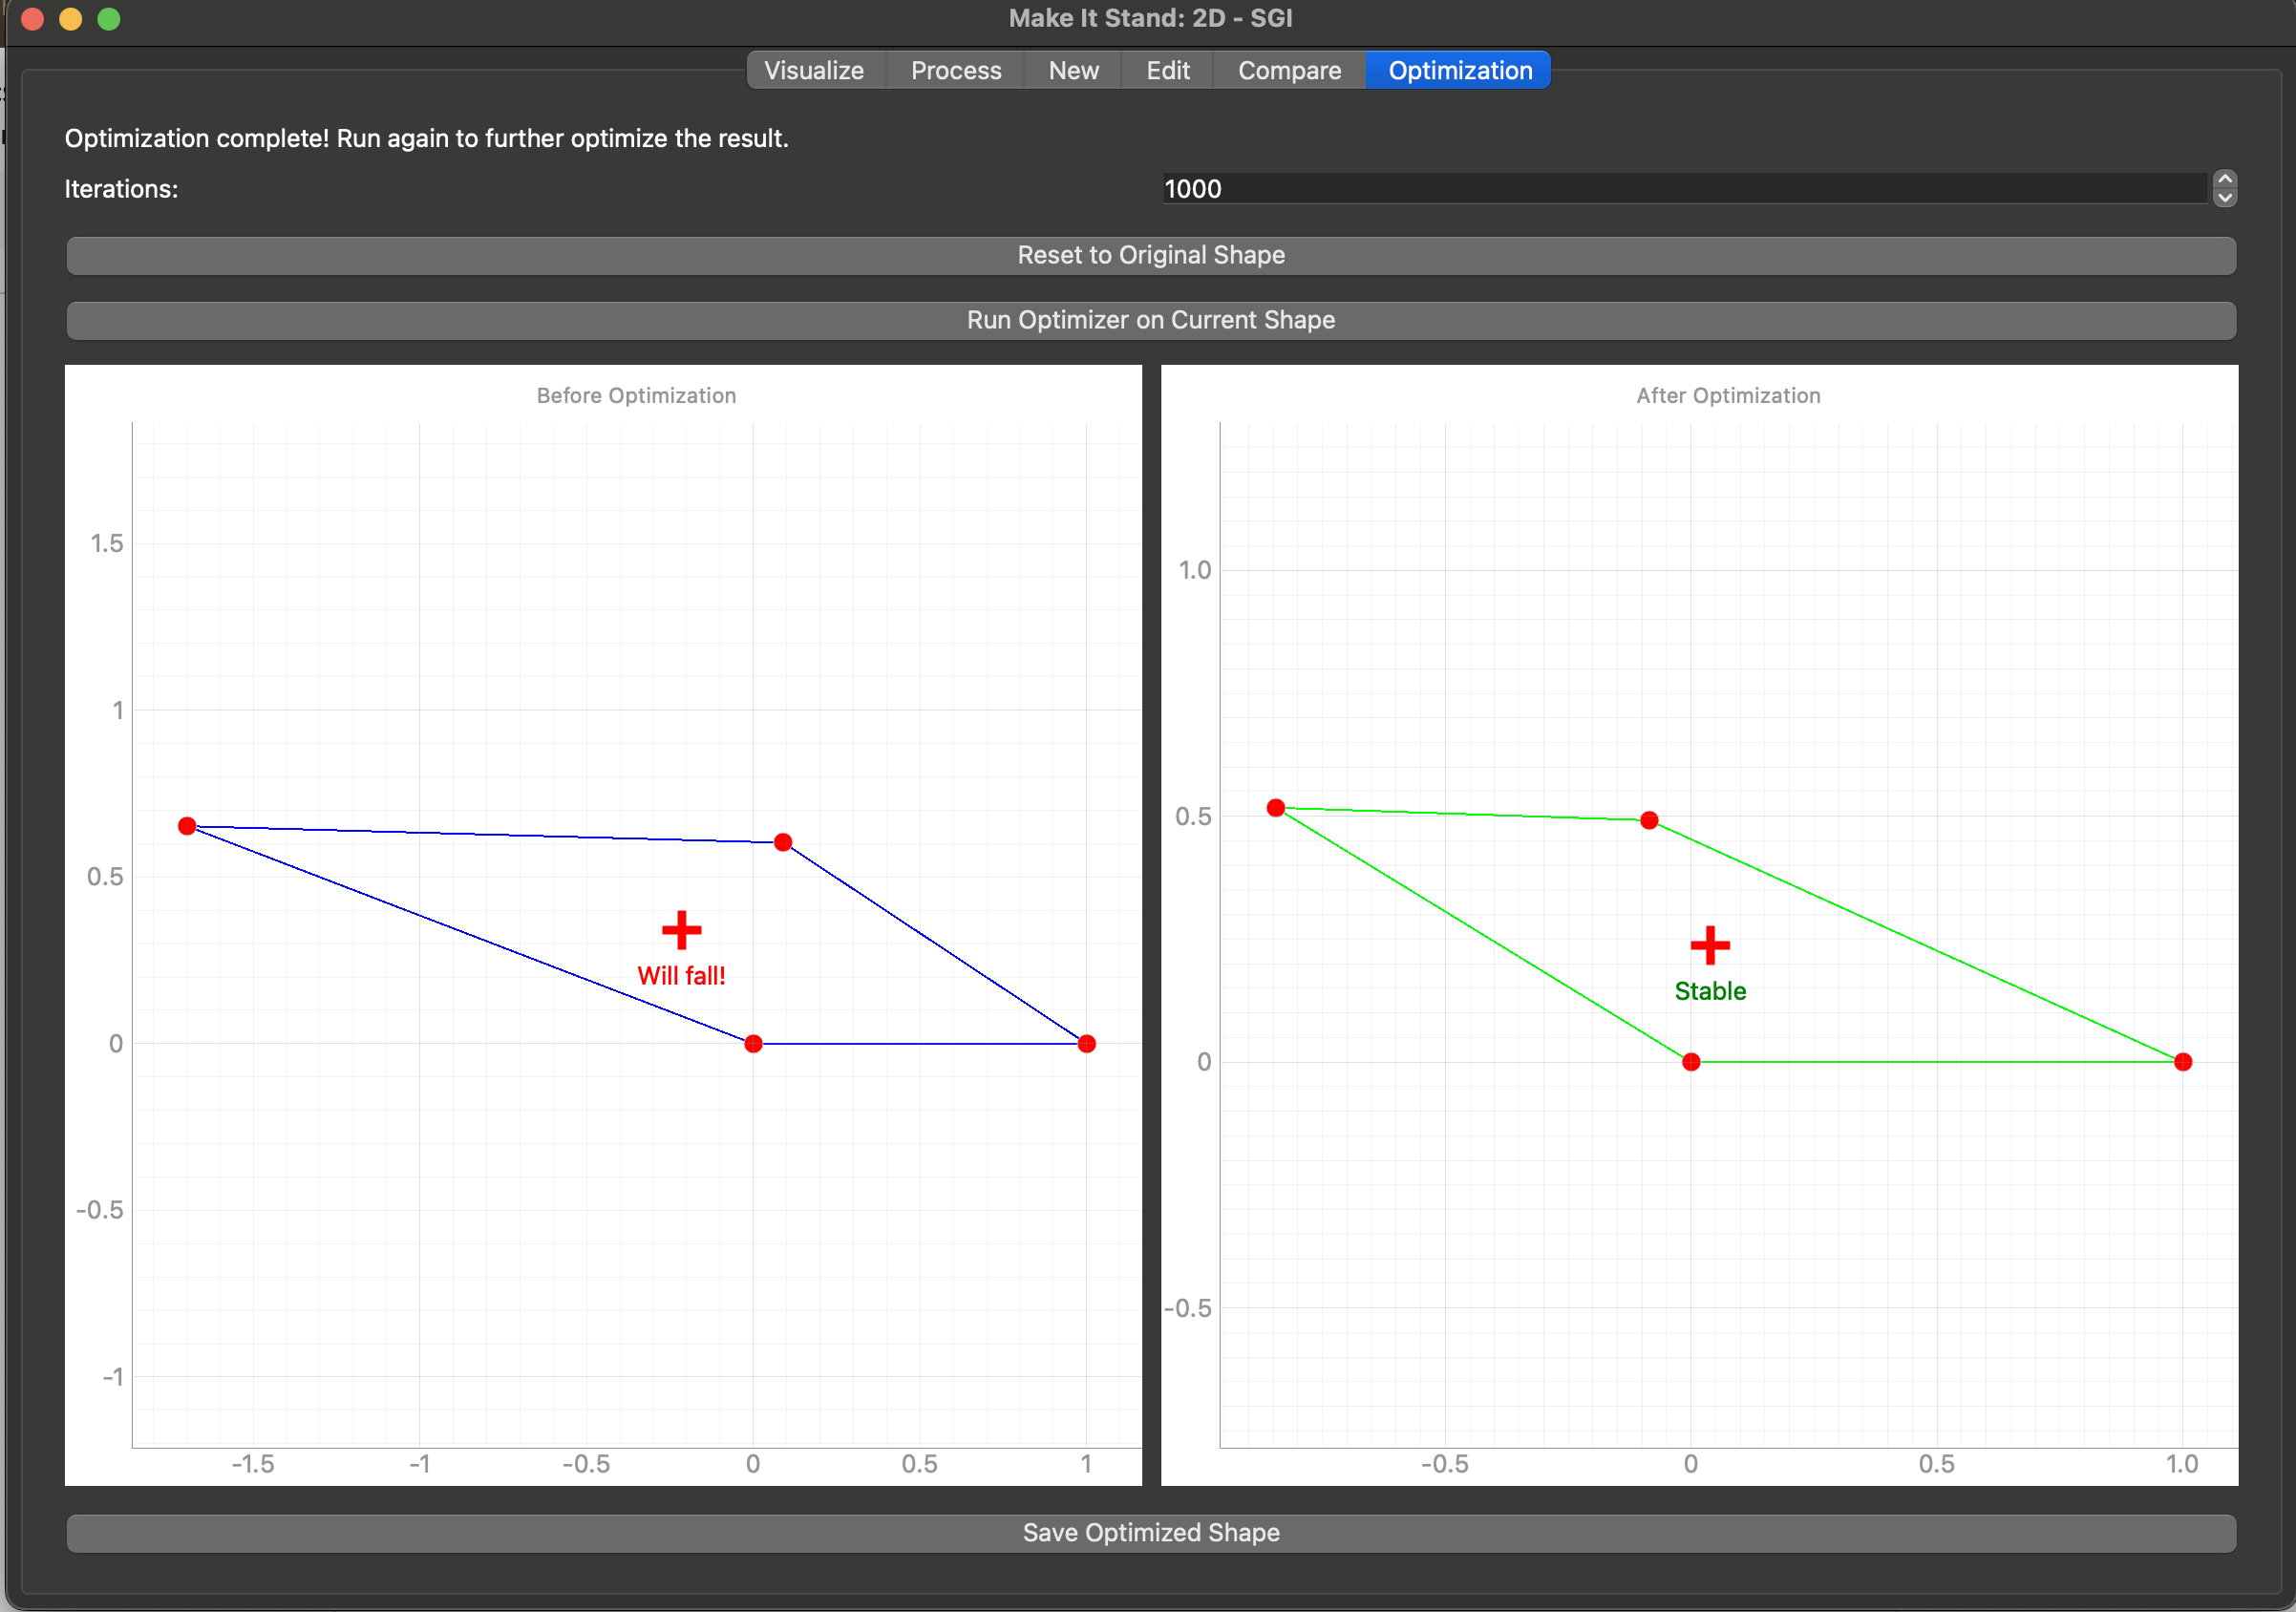 Make It Stand: 2D - SGI
Visualize Process New Edit Compare Optimization
Optimization complete! Run again to further optimize the result.
Iterations: 1000
Reset to Original Shape
Run Optimizer on Current Shape
Before Optimization
1.5
1
0.5
0
-0.5
-1
Will fall!
-1.5 -1 -0.5 0 0.5 1
After Optimization
1.0
0.5
0
-0.5
Stable
-0.5 0 0.5 1.0
Save Optimized Shape